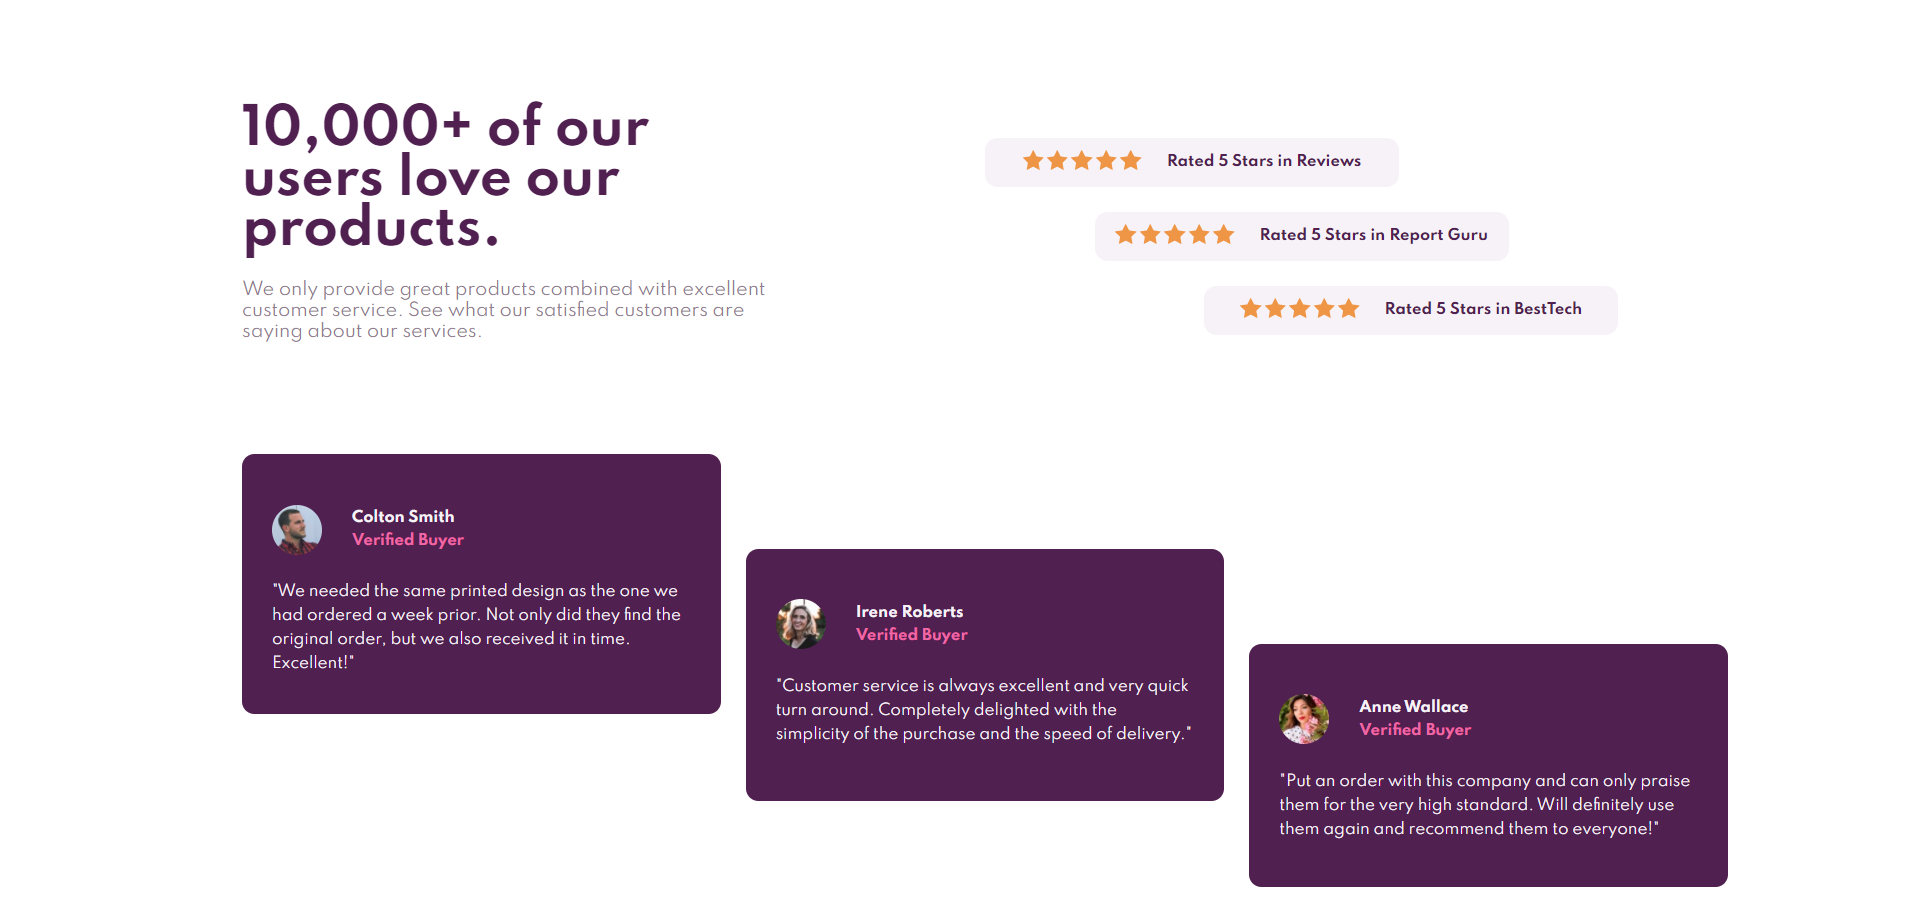 10,000+ of our
users love our
products.
We only provide great products combined with excellent
customer service. See what our satisfied customers are
saying about our services.
Rated 5 Stars in Reviews
Rated 5 Stars in Report Guru
Rated 5 Stars in BestTech
Colton Smith
Verified Buyer
"We needed the same printed design as the one we
had ordered a week prior. Not only did they find the
original order, but we also received it in time.
Excellent!"
Irene Roberts
Verified Buyer
"Customer service is always excellent and very quick
turn around. Completely delighted with the
simplicity of the purchase and the speed of delivery."
Anne Wallace
Verified Buyer
"Put an order with this company and can only praise
them for the very high standard. Will definitely use
them again and recommend them to everyone!"